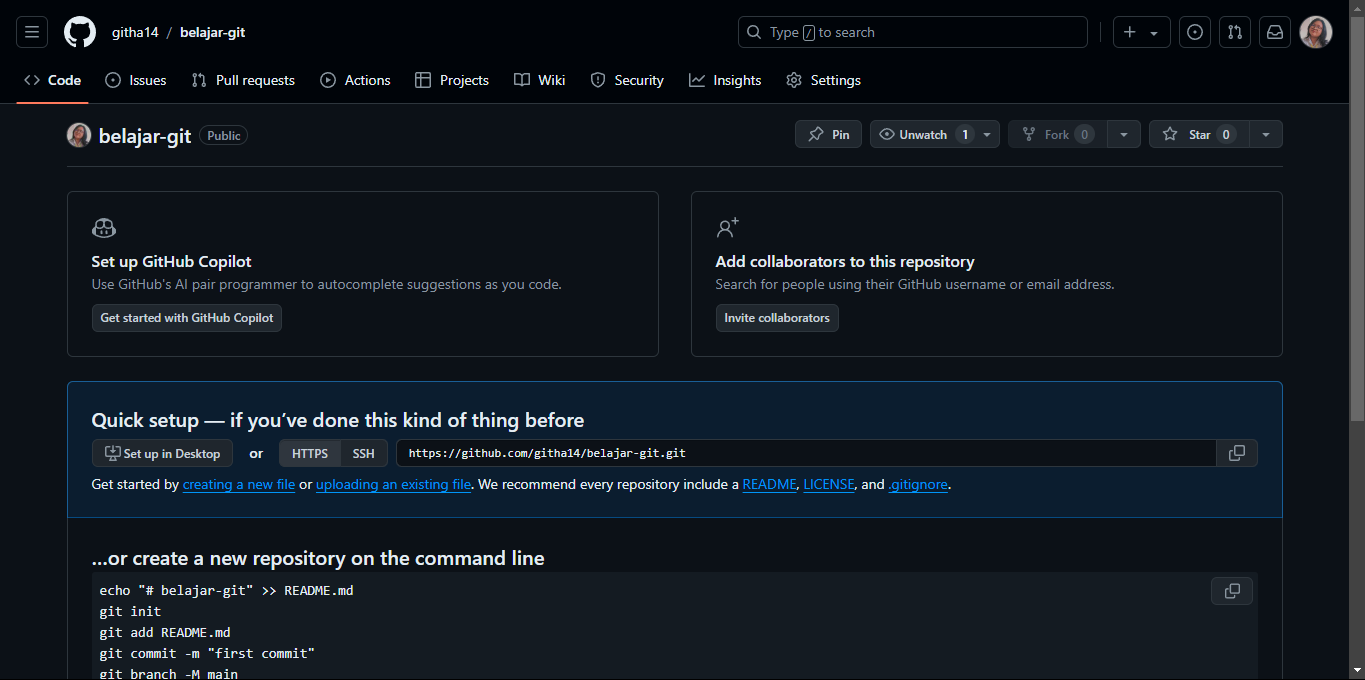 githa14 / belajar-git
Type / to search
Code Issues Pull requests Actions Projects Wiki Security Insights Settings
belajar-git Public
Pin Unwatch 1 Fork 0 Star 0
Set up GitHub Copilot
Use GitHub's AI pair programmer to autocomplete suggestions as you code.
Get started with GitHub Copilot
Add collaborators to this repository
Search for people using their GitHub username or email address.
Invite collaborators
Quick setup — if you’ve done this kind of thing before
Set up in Desktop or HTTPS SSH https://github.com/githa14/belajar-git.git
Get started by creating a new file or uploading an existing file. We recommend every repository include a README, LICENSE, and .gitignore.
…or create a new repository on the command line
echo "# belajar-git" >> README.md
git init
git add README.md
git commit -m "first commit"
git branch -M main